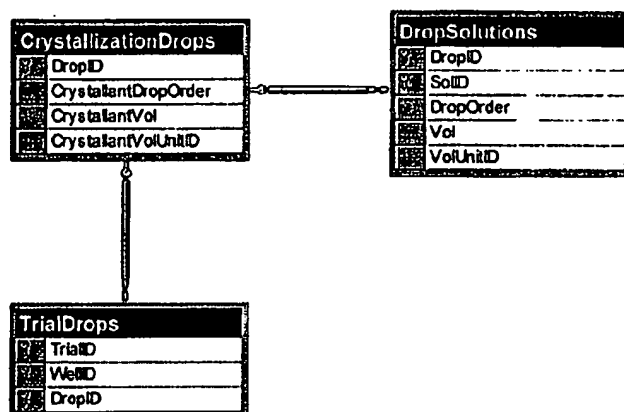 CrystallizationDrops
DropID
CrystallantDropOrder
CrystallantVol
CrystallantVolUnitID
DropSolutions
DropID
SolID
DropOrder
Vol
VolUnitID
TrialDrops
TrialID
WellID
DropID